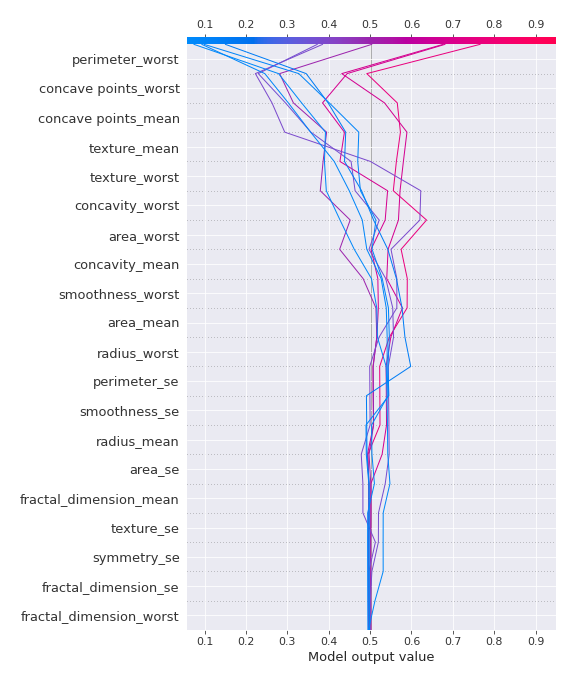 0.1 0.2 0.3 0.4 0.5 0.6 0.7 0.8 0.9
perimeter_worst
concave points_worst
concave points_mean
texture_mean
texture_worst
concavity_worst
area_worst
concavity_mean
smoothness_worst
area_mean
radius_worst
perimeter_se
smoothness_se
radius_mean
area_se
fractal_dimension_mean
texture_se
symmetry_se
fractal_dimension_se
fractal_dimension_worst
0.1 0.2 0.3 0.4 0.5 0.6 0.7 0.8 0.9
Model output value